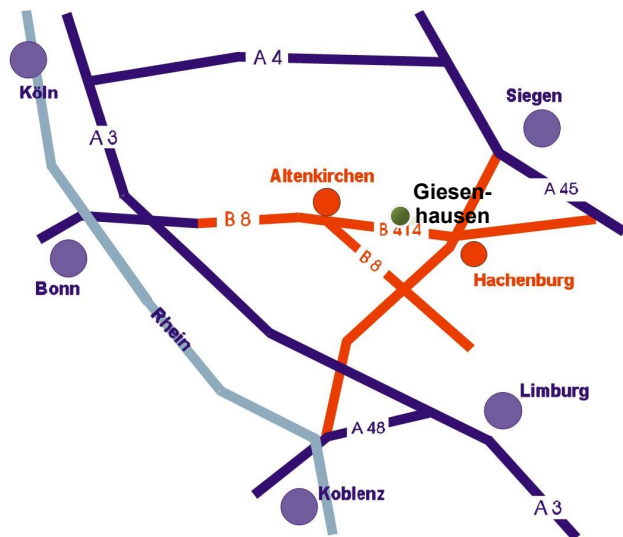 A 4
Köln
Siegen
A 3
Altenkirchen
Giesen-
hausen
A 45
B 8
B 414
B 8
Bonn
Hachenburg
Rhein
Limburg
A 48
Koblenz
A 3